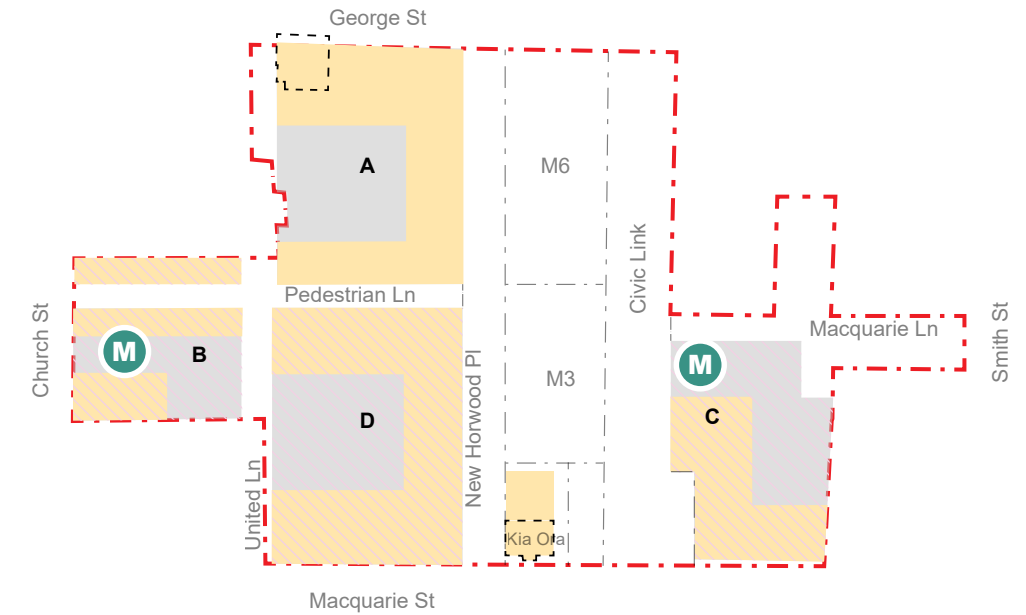 George St
A
M6
Civic Link
Pedestrian Ln
Church St
M
B
New Horwood Pl
M3
Macquarie Ln
Smith St
M
C
D
United Ln
Kia Ora
Macquarie St